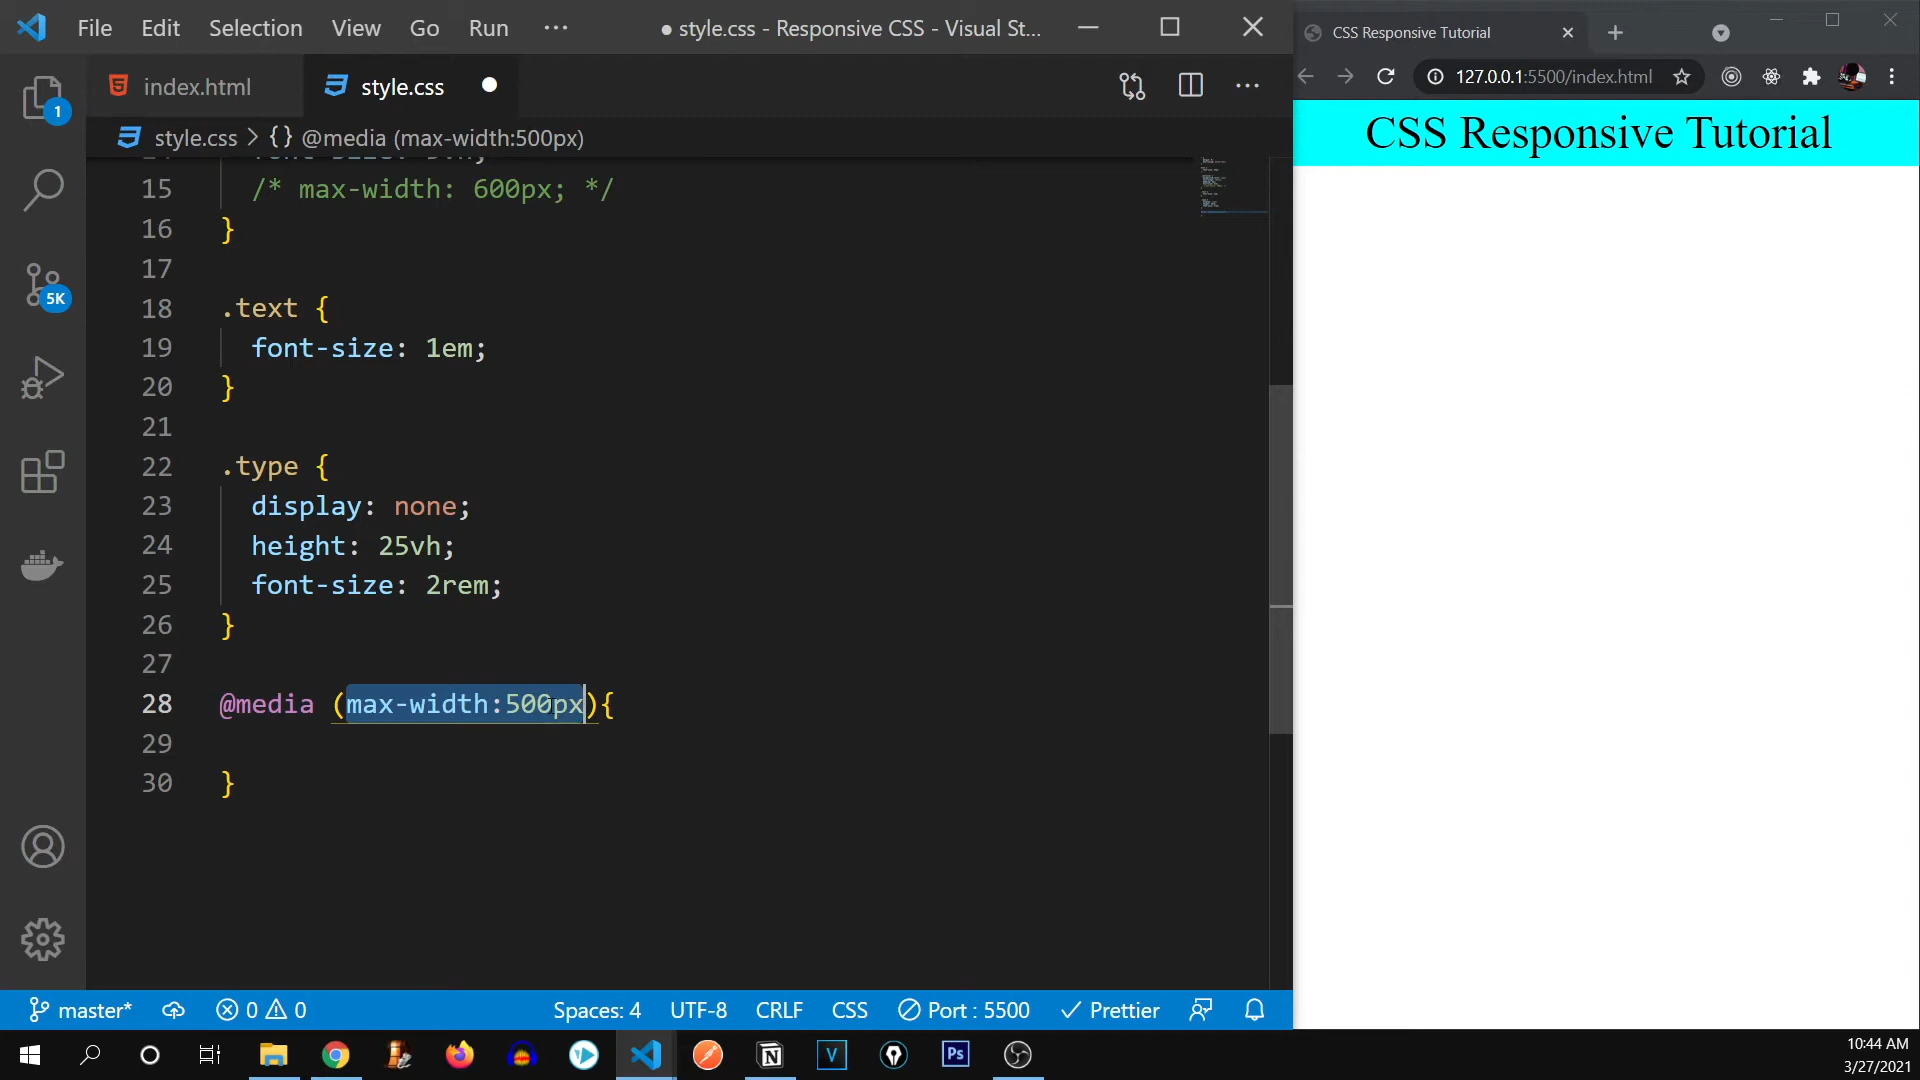 File Edit Selection View Go Run ··· ● style.css - Responsive CSS - Visual St...
index.html style.css
style.css > {} @media (max-width:500px)
15 /* max-width: 600px; */
16 }
17
18 .text {
19 font-size: 1em;
20 }
21
22 .type {
23 display: none;
24 height: 25vh;
25 font-size: 2rem;
26 }
27
28 @media (max-width:500px){
29
30 }
1
5K
master* 0 0 Spaces: 4 UTF-8 CRLF CSS Port : 5500 Prettier
CSS Responsive Tutorial
127.0.0.1:5500/index.html
CSS Responsive Tutorial
N V Ps
10:44 AM
3/27/2021